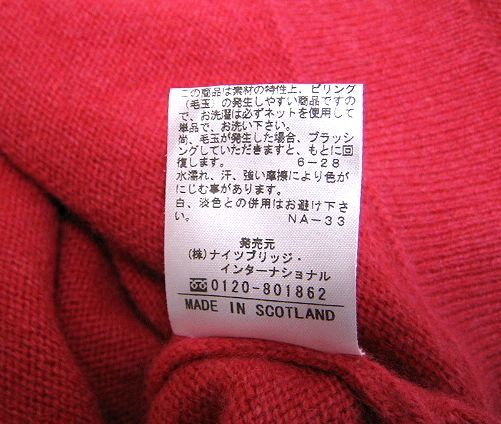 この商品は素材の特性上、ピリング
(毛玉)の発生しやすい商品ですの
で、お洗濯は必ずネットを使用して
単品で、お洗い下さい。
尚、毛玉が発生した場合、ブラッシ
ングしていただきますと、もとに回
復します。 6-28
水濡れ、汗、強い摩擦により色が
にじむ事があります。
白、淡色との併用はお避け下さ
い。 NA-33
発売元
(株)ナイツブリッジ・
インターナショナル
0120-801862
MADE IN SCOTLAND